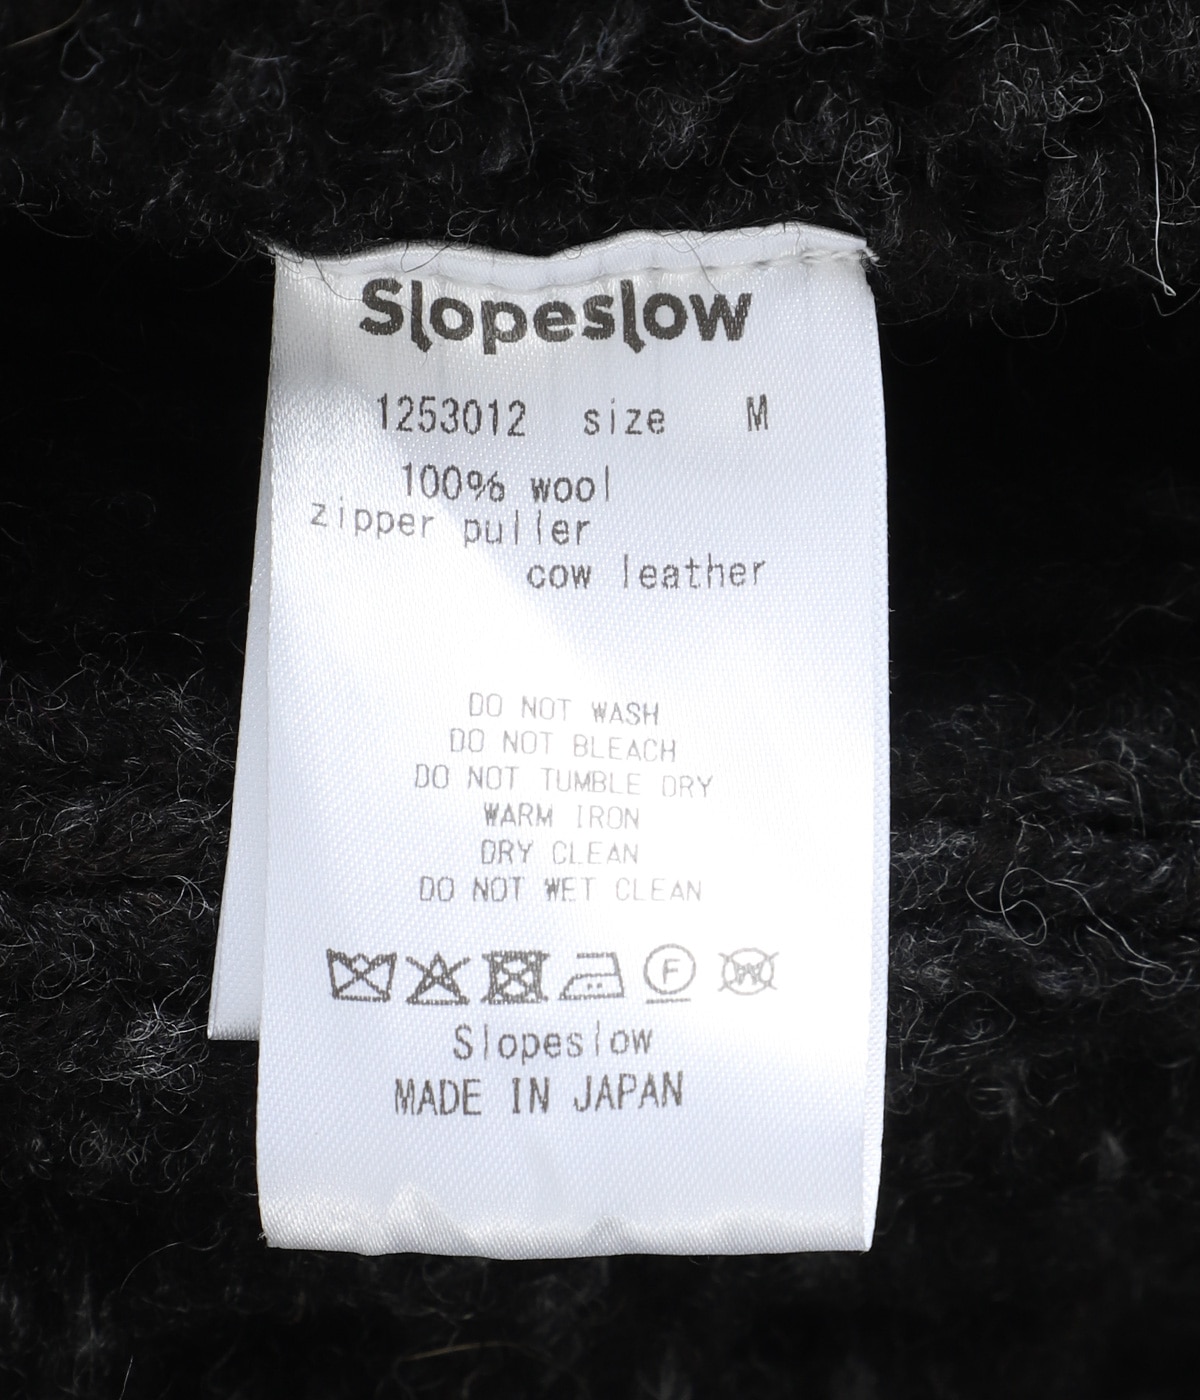 Slopeslow
1253012 size M
100% wool
zipper puller
cow leather
DO NOT WASH
DO NOT BLEACH
DO NOT TUMBLE DRY
WARM IRON
DRY CLEAN
DO NOT WET CLEAN
F W
Slopeslow
MADE IN JAPAN